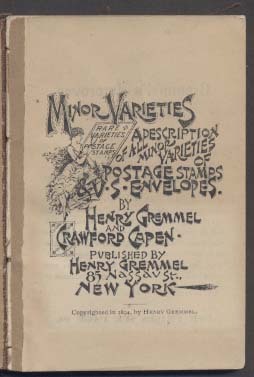 MINOR VARIETIES
RARE
VARIETIES
OF
POSTAGE
STAMPS
A DESCRIPTION
OF ALL MINOR
VARIETIES
OF
POSTAGE STAMPS
& U.S. ENVELOPES.
BY
HENRY GREMMEL
AND
CRAWFORD CAPEN.
PUBLISHED BY
HENRY GREMMEL
85 NASSAU ST.,
NEW YORK
Copyrighted in 1894, by HENRY GREMMEL.